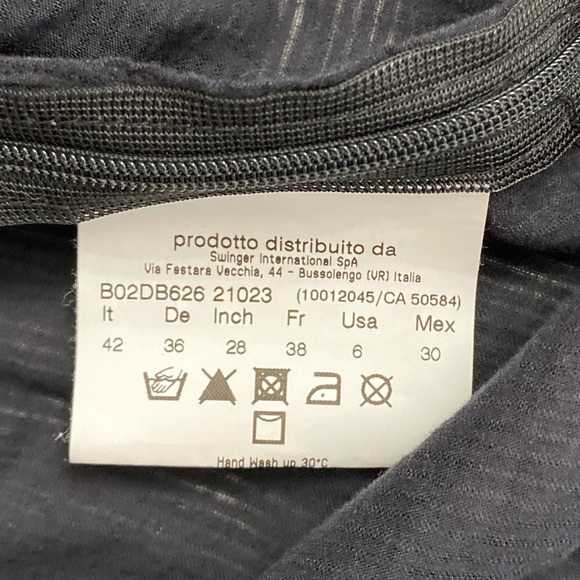 prodotto distribuito da
Swinger International SpA
Via Festara Vecchia, 44 - Bussolengo (VR) Italia
B02DB626 21023 (10012045/CA 50584)
It De Inch Fr Usa Mex
42 36 28 38 6 30
Hand Wash up 30°C